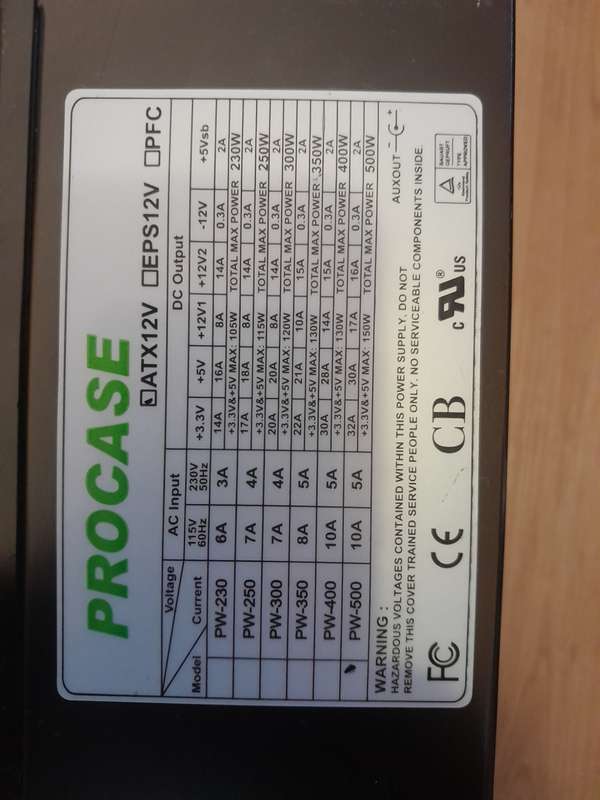 PROCASE
ATX12V EPS12V PFC
Voltage AC Input DC Output
Model Current 115V 60Hz 230V 50Hz +3.3V +5V +12V1 +12V2 -12V +5Vsb
PW-230 6A 3A 14A 16A 8A 14A 0.3A 2A
+3.3V&+5V MAX: 105W TOTAL MAX POWER 230W
PW-250 7A 4A 17A 18A 8A 14A 0.3A 2A
+3.3V&+5V MAX: 115W TOTAL MAX POWER 250W
PW-300 7A 4A 20A 20A 8A 14A 0.3A 2A
+3.3V&+5V MAX: 120W TOTAL MAX POWER 300W
PW-350 8A 5A 22A 21A 10A 15A 0.3A 2A
+3.3V&+5V MAX: 130W TOTAL MAX POWER 350W
PW-400 10A 5A 30A 28A 14A 15A 0.3A 2A
+3.3V&+5V MAX: 130W TOTAL MAX POWER 400W
PW-500 10A 5A 32A 30A 17A 16A 0.3A 2A
+3.3V&+5V MAX: 150W TOTAL MAX POWER 500W
WARNING :
AUXOUT - +
HAZARDOUS VOLTAGES CONTAINED WITHIN THIS POWER SUPPLY, DO NOT
REMOVE THIS COVER TRAINED SERVICE PEOPLE ONLY. NO SERVICEABLE COMPONENTS INSIDE.
FC CE CB c RU ® US
BAUART
GEPRUFT
TYPE
APPROVED